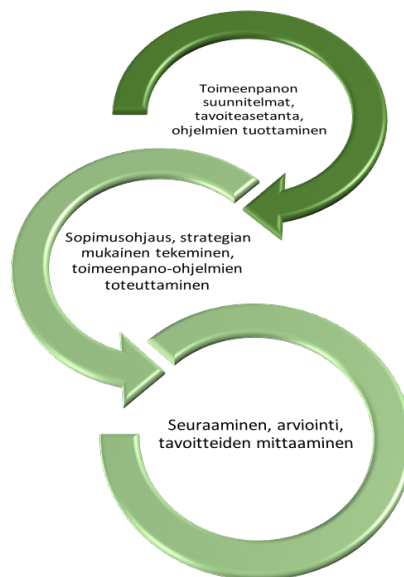 Toimeenpanon
suunnitelmat,
tavoiteasetanta,
ohjelmien tuottaminen
Sopimusohjaus, strategian
mukainen tekeminen,
toimeenpano-ohjelmien
toteuttaminen
Seuraaminen, arviointi,
tavoitteiden mittaaminen